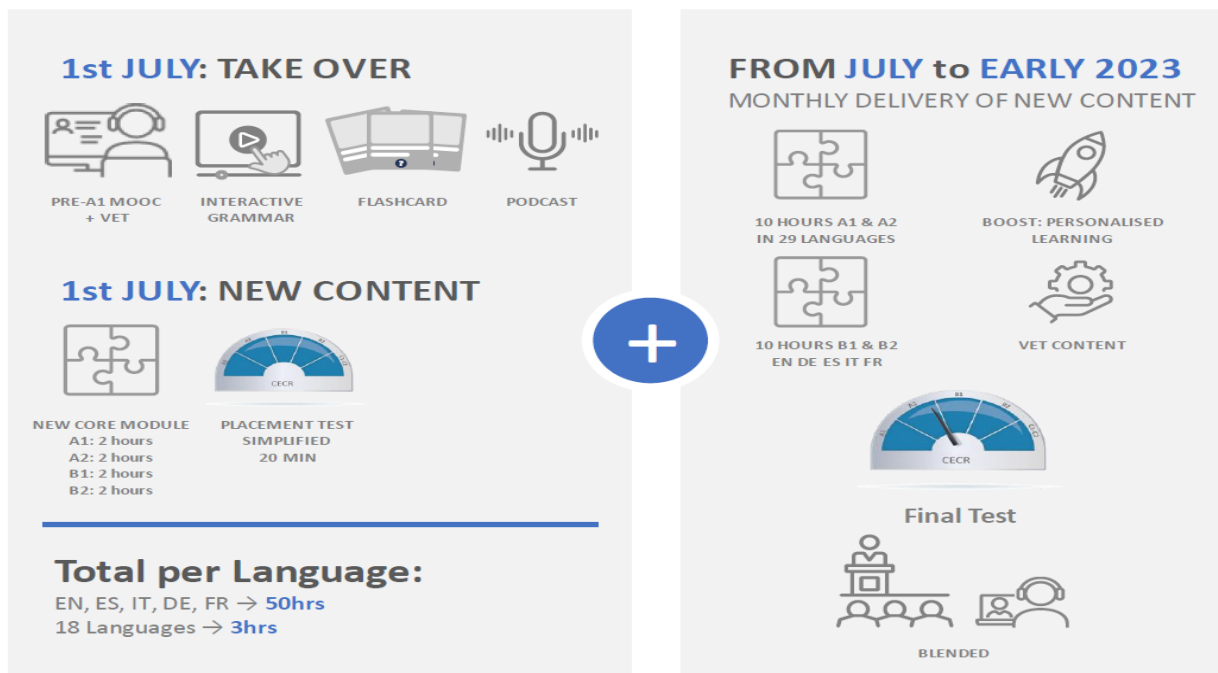 1st JULY: TAKE OVER
PRE-A1 MOOC
+ VET
INTERACTIVE
GRAMMAR
FLASHCARD
PODCAST
1st JULY: NEW CONTENT
CECR
NEW CORE MODULE
A1: 2 hours
A2: 2 hours
B1: 2 hours
B2: 2 hours
PLACEMENT TEST
SIMPLIFIED
20 MIN
Total per Language:
EN, ES, IT, DE, FR → 50hrs
18 Languages → 3hrs
+
FROM JULY to EARLY 2023
MONTHLY DELIVERY OF NEW CONTENT
10 HOURS A1 & A2
IN 29 LANGUAGES
BOOST: PERSONALISED
LEARNING
10 HOURS B1 & B2
EN DE ES IT FR
VET CONTENT
A2
B1
CECR
Final Test
BLENDED